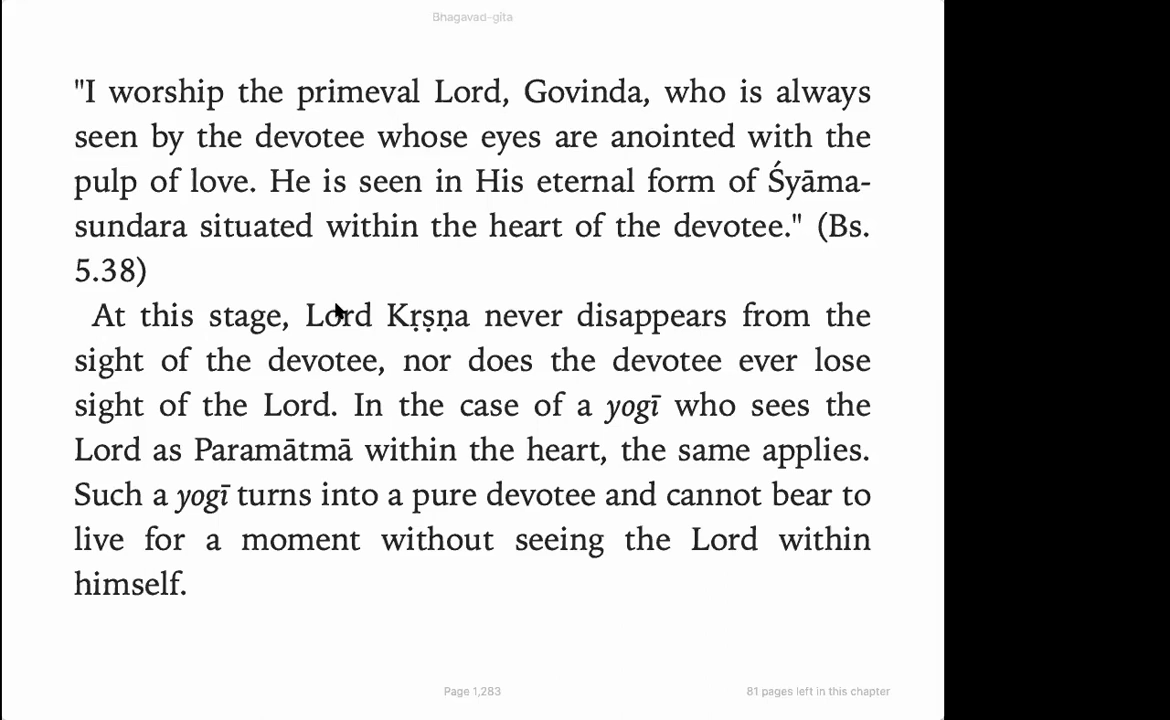 Bhagavad-gītā
"I worship the primeval Lord, Govinda, who is always
seen by the devotee whose eyes are anointed with the
pulp of love. He is seen in His eternal form of Śyāma-
sundara situated within the heart of the devotee." (Bs.
5.38)
At this stage, Lord Kṛṣṇa never disappears from the
sight of the devotee, nor does the devotee ever lose
sight of the Lord. In the case of a yogī who sees the
Lord as Paramātmā within the heart, the same applies.
Such a yogī turns into a pure devotee and cannot bear to
live for a moment without seeing the Lord within
himself.
Page 1,283
81 pages left in this chapter